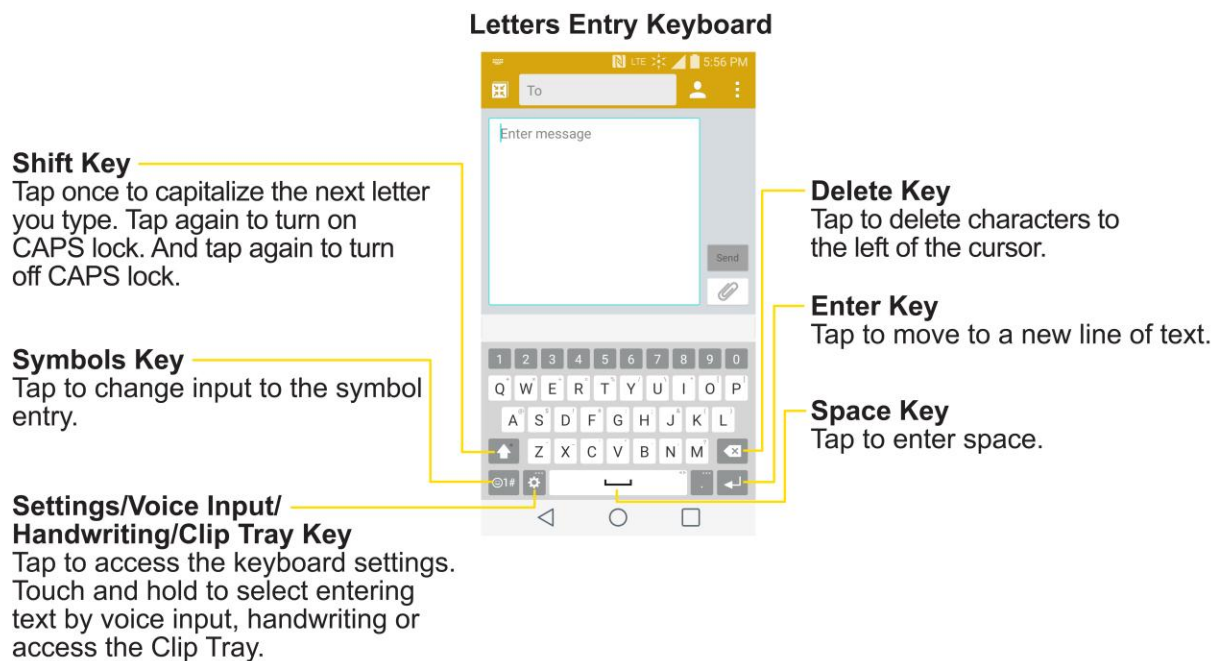 Letters Entry Keyboard
LTE 5:56 PM
To
Enter message
Send
Shift Key
Tap once to capitalize the next letter
you type. Tap again to turn on
CAPS lock. And tap again to turn
off CAPS lock.
Symbols Key
Tap to change input to the symbol
entry.
Settings/Voice Input/
Handwriting/Clip Tray Key
Tap to access the keyboard settings.
Touch and hold to select entering
text by voice input, handwriting or
access the Clip Tray.
1 2 3 4 5 6 7 8 9 0
Q W E R T Y U I O P
A S D F G H J K L
Z X C V B N M
1# .
Delete Key
Tap to delete characters to
the left of the cursor.
Enter Key
Tap to move to a new line of text.
Space Key
Tap to enter space.